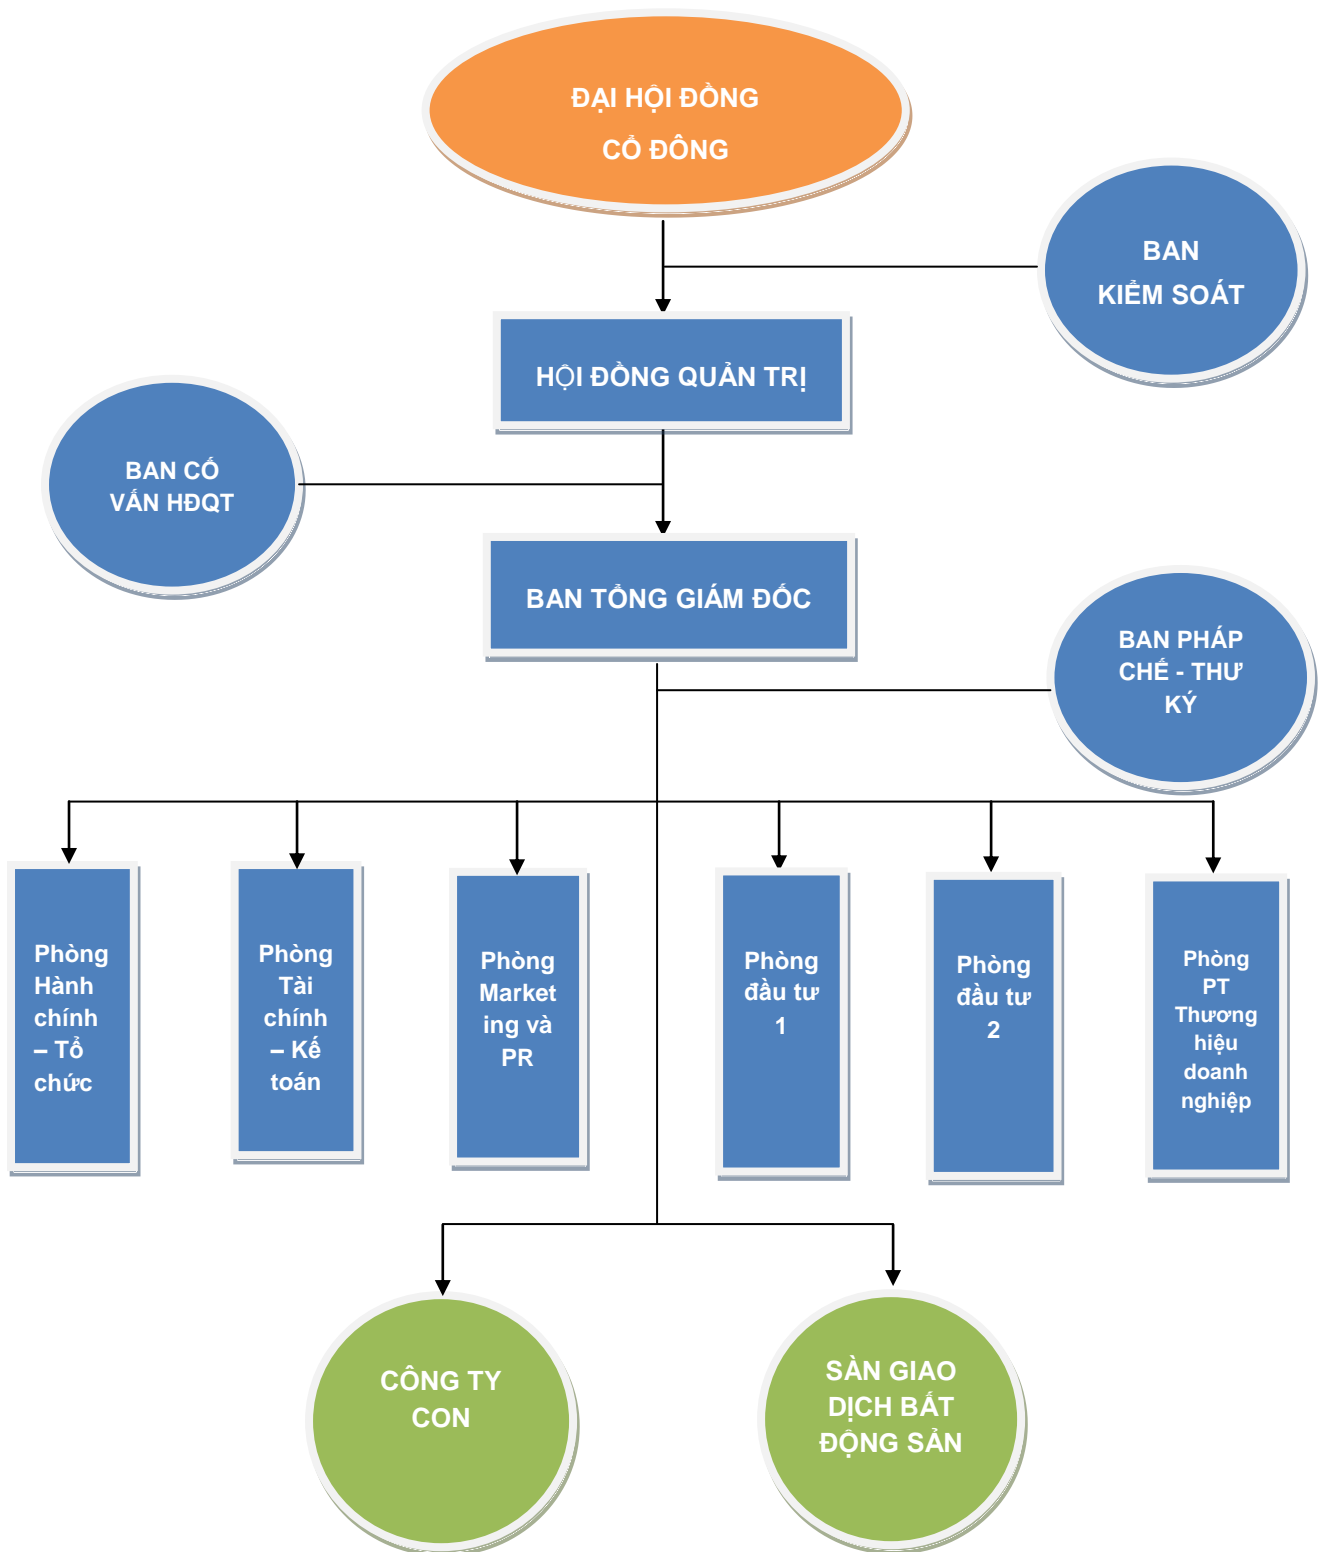 ĐẠI HỘI ĐỒNG
CỔ ĐÔNG
BAN
KIỂM SOÁT
HỘI ĐỒNG QUẢN TRỊ
BAN CỐ
VẤN HĐQT
BAN TỔNG GIÁM ĐỐC
BAN PHÁP
CHẾ - THƯ
KÝ
Phòng
Hành
chính
– Tổ
chức
Phòng
Tài
chính
– Kế
toán
Phòng
Market
ing và
PR
Phòng
đầu tư
1
Phòng
đầu tư
2
Phòng
PT
Thương
hiệu
doanh
nghiệp
CÔNG TY
CON
SÀN GIAO
DỊCH BẤT
ĐỘNG SẢN